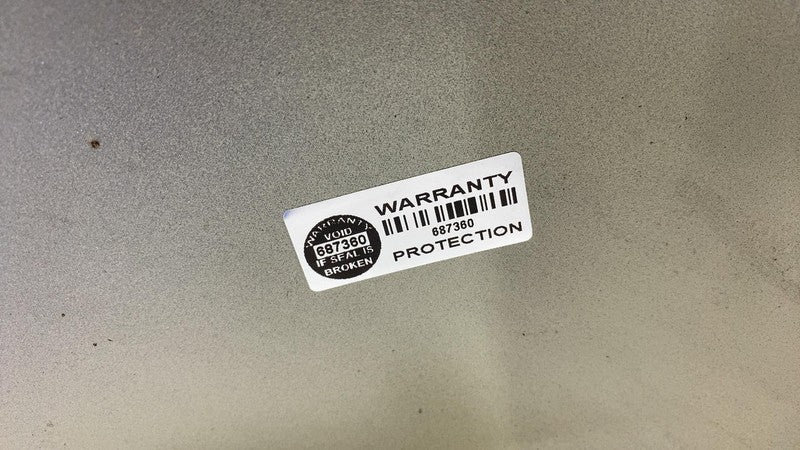 WARRANTY
VOID
687360
IF SEAL IS
BROKEN
WARRANTY
687360
PROTECTION